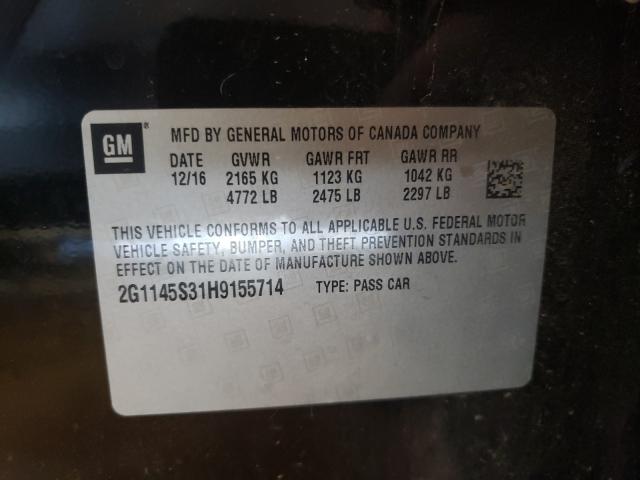 GM ®
MFD BY GENERAL MOTORS OF CANADA COMPANY
DATE GVWR GAWR FRT GAWR RR
12/16 2165 KG 1123 KG 1042 KG
4772 LB 2475 LB 2297 LB
THIS VEHICLE CONFORMS TO ALL APPLICABLE U.S. FEDERAL MOTOR
VEHICLE SAFETY, BUMPER, AND THEFT PREVENTION STANDARDS IN
EFFECT ON THE DATE OF MANUFACTURE SHOWN ABOVE.
2G1145S31H9155714 TYPE: PASS CAR